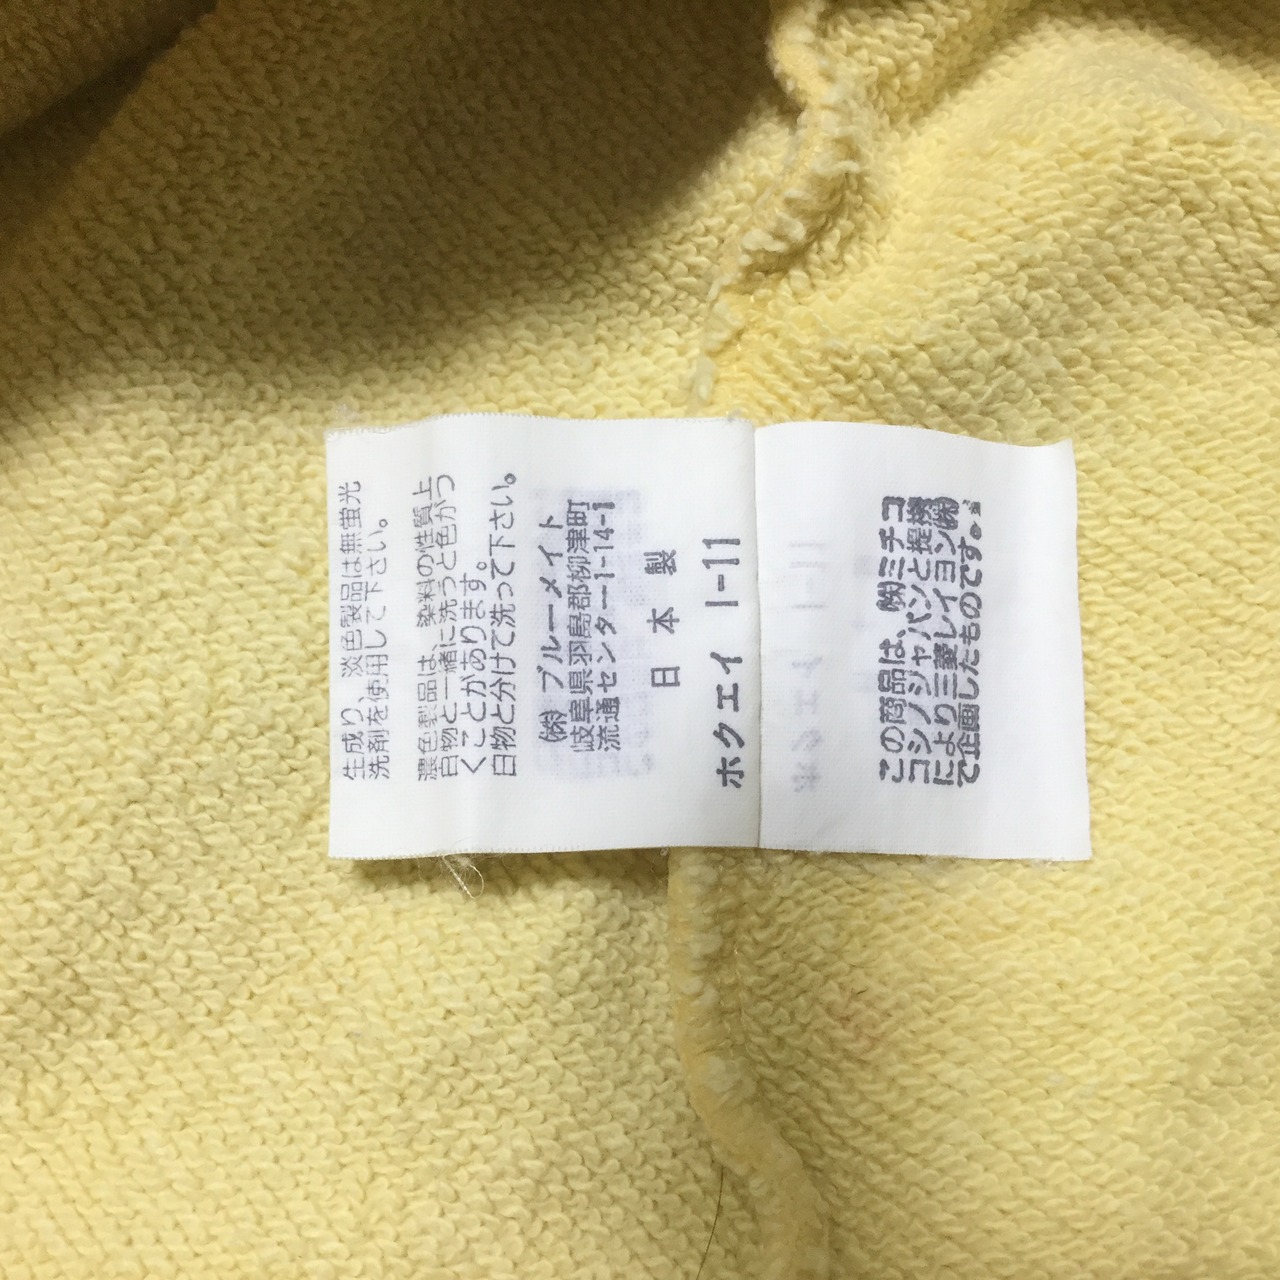 生成り、淡色製品は無蛍光
洗剤を使用して下さい。
濃色製品は、染料の性質上
白物と一緒に洗うと色がつ
くことがあります。
白物と分けて洗って下さい。
㈱ ブルーメイト
岐阜県羽島郡柳津町
流通センター1-14-1
日本製
ホクエイ 1-11
この商品は、㈱ミチコ
コシノジャパンと提携
により三菱レイヨン㈱
で企画したものです。